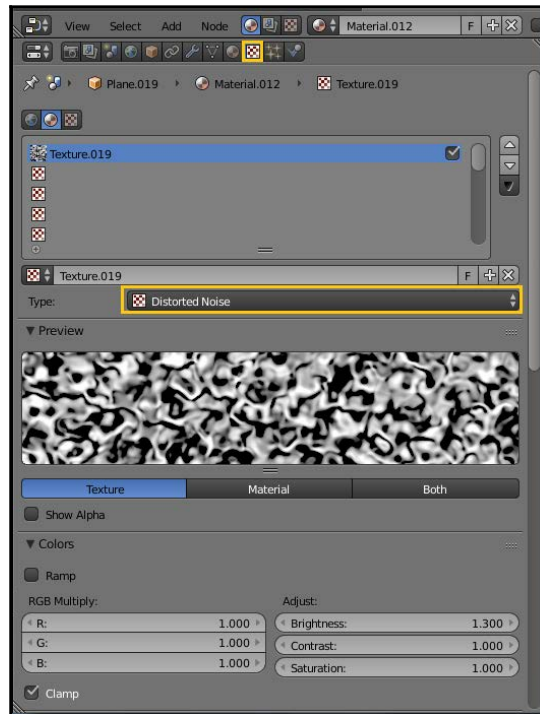 View Select Add Node Material.012 F
Plane.019 Material.012 Texture.019
Texture.019
Texture.019 F
Type: Distorted Noise
Preview
Texture Material Both
Show Alpha
Colors
Ramp
RGB Multiply: Adjust:
R: 1.000 Brightness: 1.300
G: 1.000 Contrast: 1.000
B: 1.000 Saturation: 1.000
Clamp